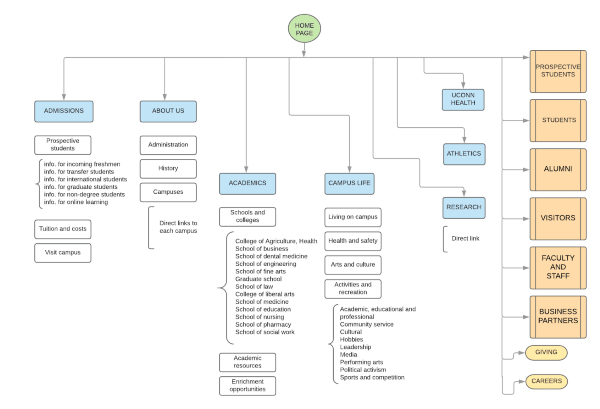 HOME
PAGE
ADMISSIONS
Prospective
students
info. for incoming freshmen
info. for transfer students
info. for international students
info. for graduate students
info. for non-degree students
info. for online learning
Tuition and costs
Visit campus
ABOUT US
Administration
History
Campuses
Direct links to
each campus
ACADEMICS
Schools and
colleges
College of Agriculture, Health
School of business
School of dental medicine
School of engineering
School of fine arts
Graduate school
School of law
College of liberal arts
School of medicine
School of education
School of nursing
School of pharmacy
School of social work
Academic
resources
Enrichment
opportunities
CAMPUS LIFE
Living on campus
Health and safety
Arts and culture
Activities and
recreation
Academic, educational and
professional
Community service
Cultural
Hobbies
Leadership
Media
Performing arts
Political activism
Sports and competition
UCONN
HEALTH
ATHLETICS
RESEARCH
Direct link
PROSPECTIVE
STUDENTS
STUDENTS
ALUMNI
VISITORS
FACULTY
AND
STAFF
BUSINESS
PARTNERS
GIVING
CAREERS